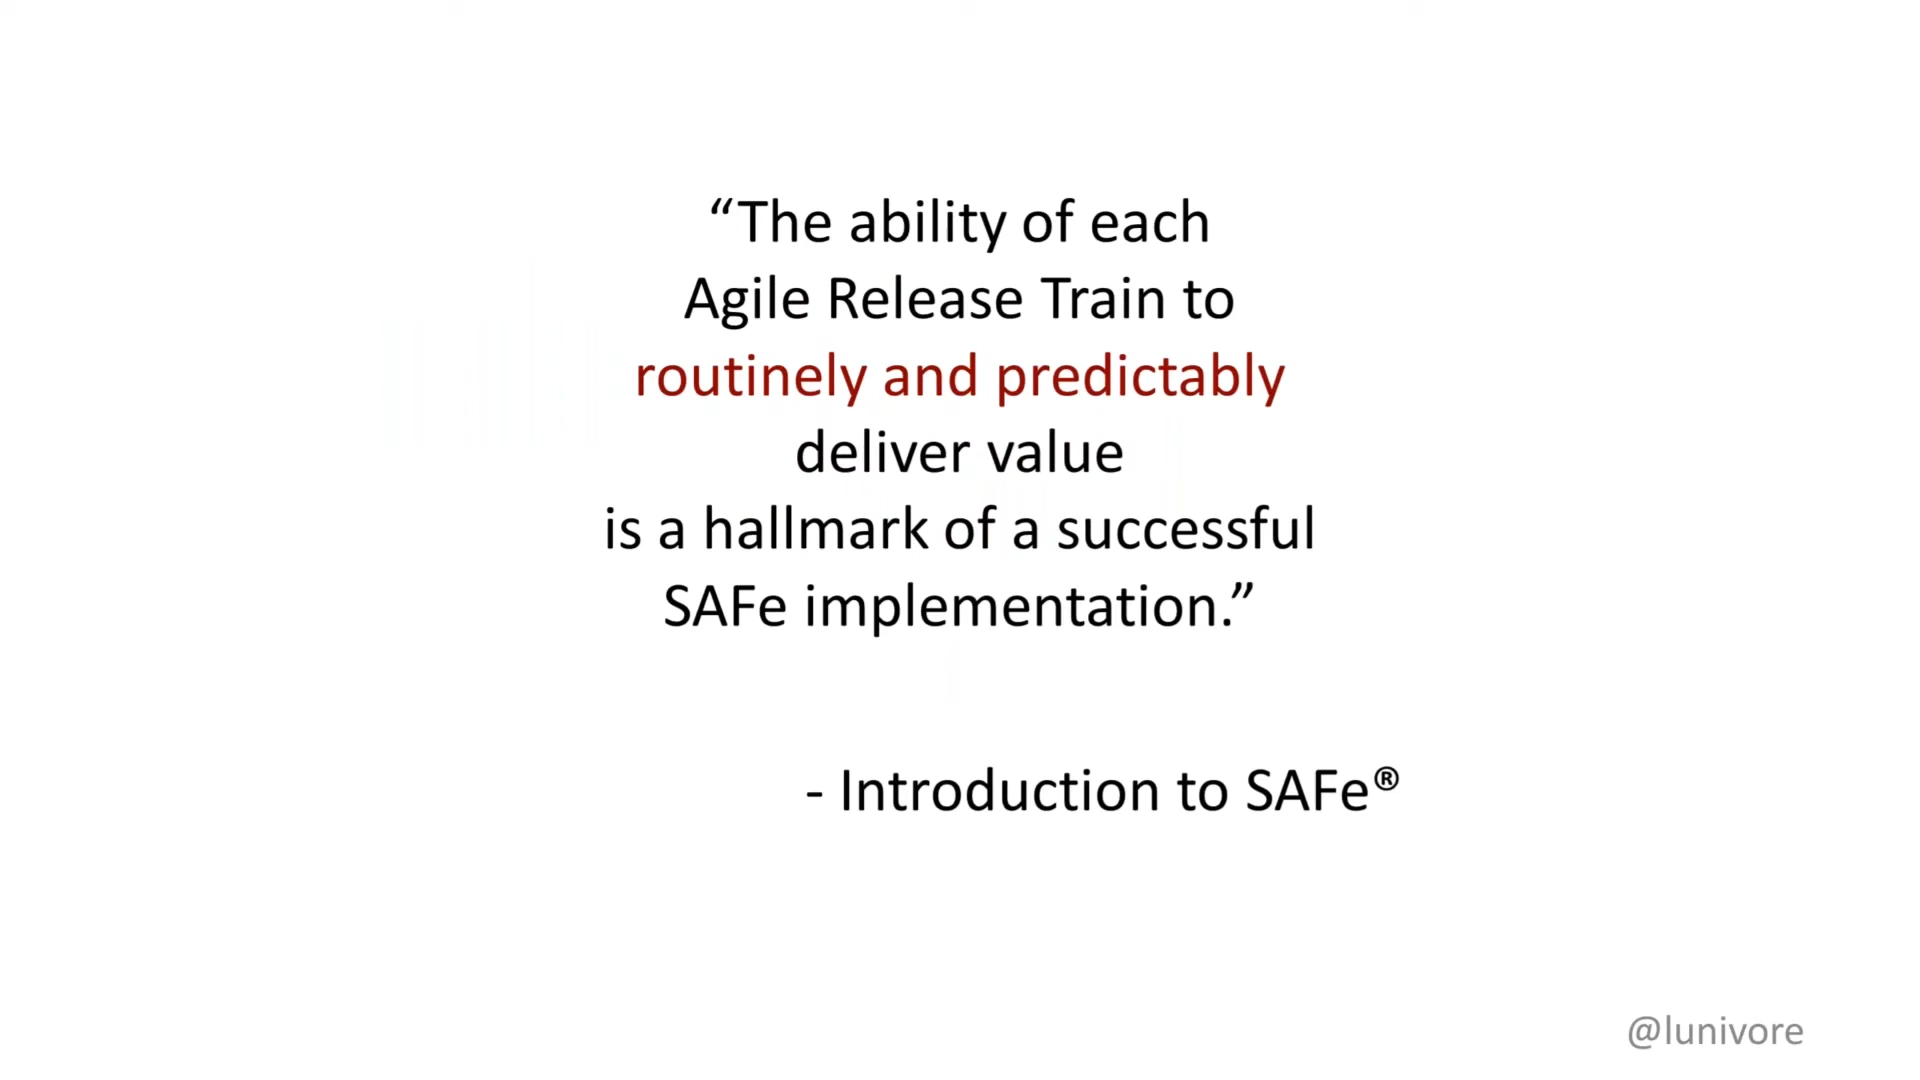 “The ability of each
Agile Release Train to
routinely and predictably
deliver value
is a hallmark of a successful
SAFe implementation.”
- Introduction to SAFe®
@lunivore